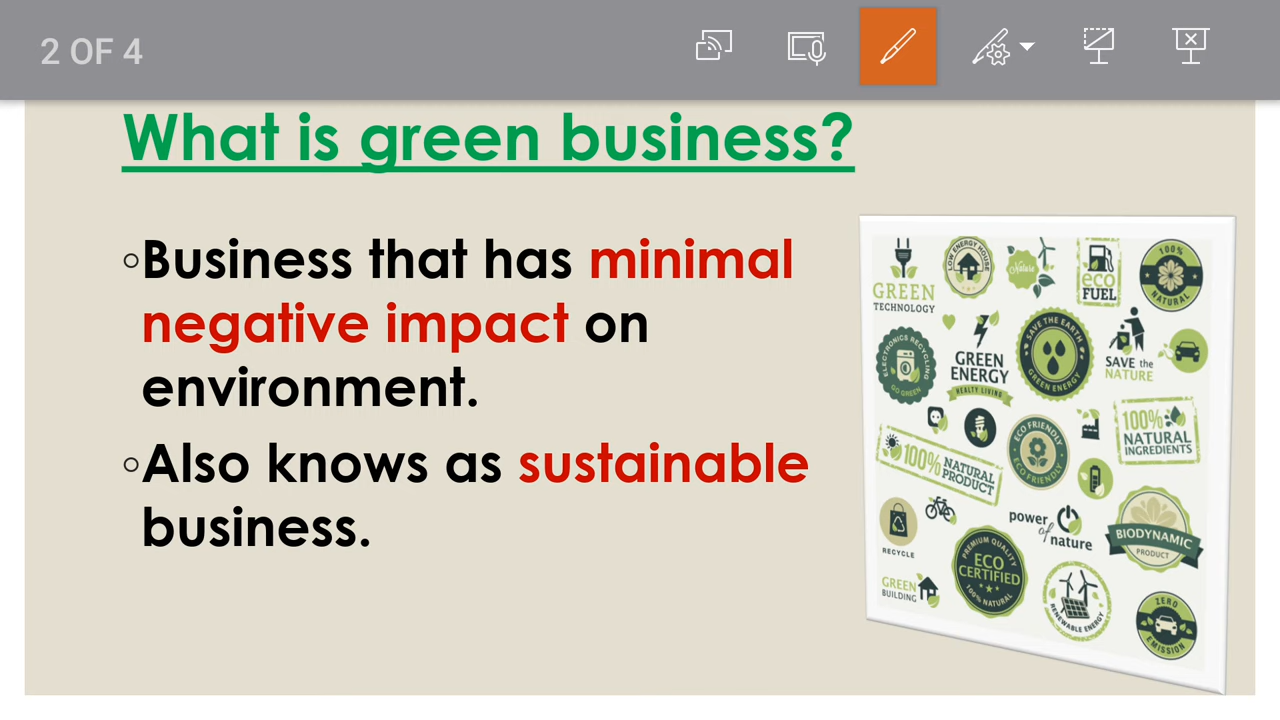 2 OF 4
What is green business?
◦Business that has minimal
negative impact on
environment.
◦Also knows as sustainable
business.
GREEN
TECHNOLOGY
LOW ENERGY HOUSE
Nature
eco
FUEL
100%
NATURAL
ELECTRONICS RECYCLING
GO GREEN
GREEN
ENERGY
HEALTY LIVING
SAVE THE EARTH
GREEN ENERGY
SAVE the
NATURE
100% NATURAL
PRODUCT
ECO FRIENDLY
ECO FRIENDLY
100%
NATURAL
INGREDIENTS
RECYCLE
power
of
nature
BIODYNAMIC
PRODUCT
PREMIUM QUALITY
ECO
CERTIFIED
100% NATURAL
GREEN
BUILDING
RENEWABLE ENERGY
ZERO
EMISSION